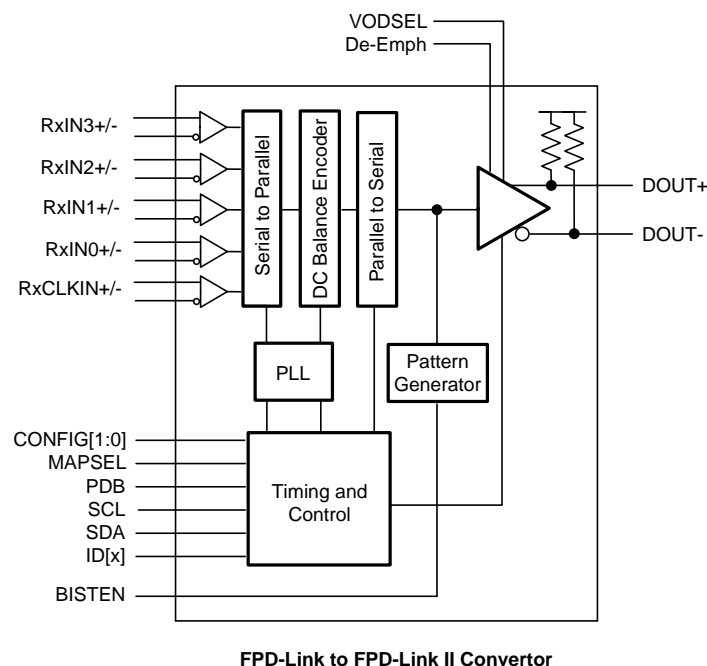 VODSEL
De-Emph
RxIN3+/-
RxIN2+/-
RxIN1+/-
RxIN0+/-
RxCLKIN+/-
Serial to Parallel
DC Balance Encoder
Parallel to Serial
DOUT+
DOUT-
PLL
Pattern
Generator
CONFIG[1:0]
MAPSEL
PDB
SCL
SDA
ID[x]
BISTEN
Timing and
Control
FPD-Link to FPD-Link II Convertor